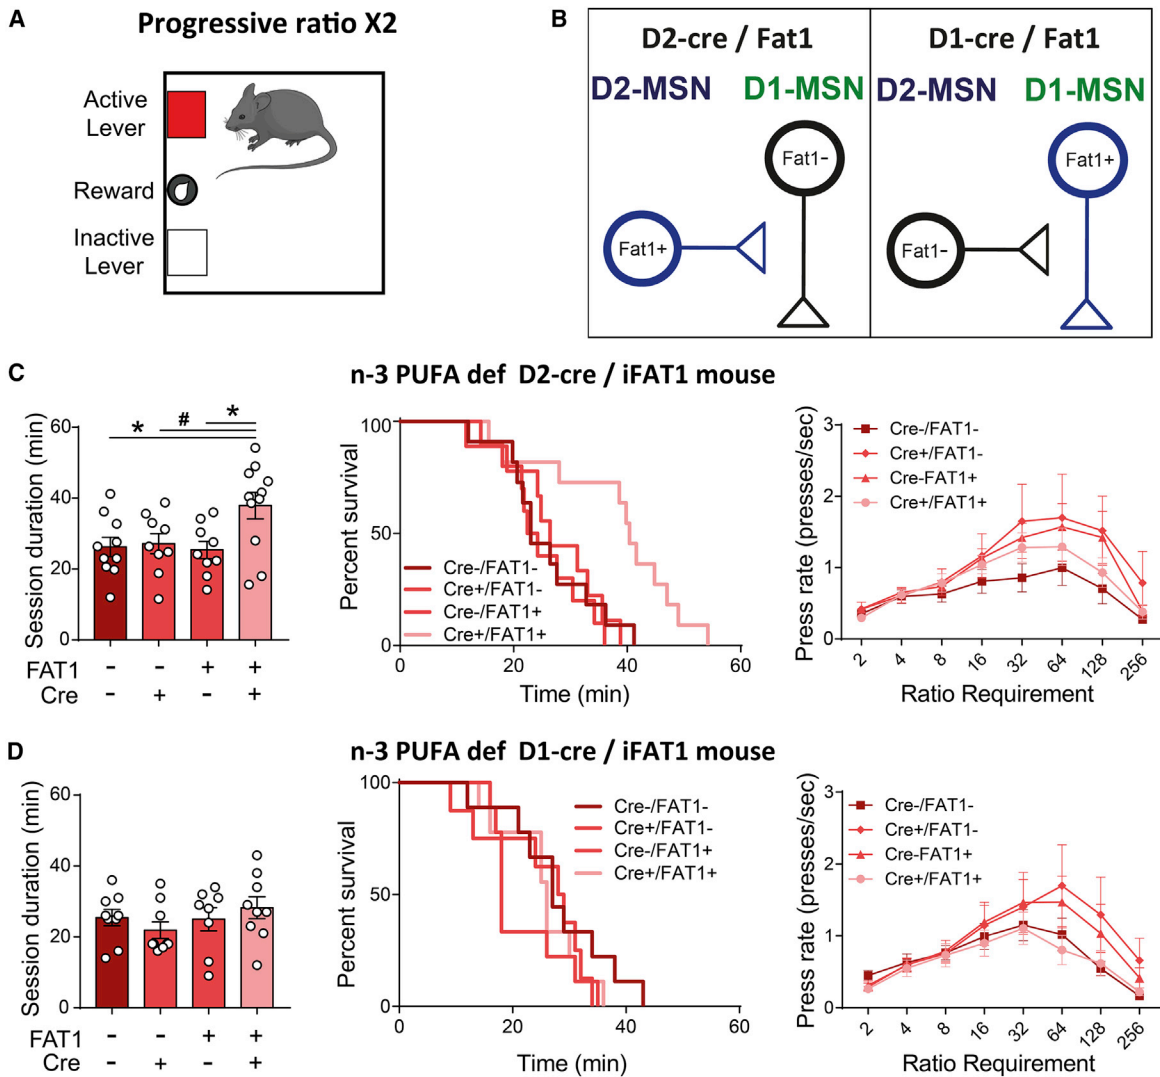 A
Progressive ratio X2
Active
Lever
Reward
Inactive
Lever
B
D2-cre / Fat1
D1-cre / Fat1
D2-MSN
D1-MSN
D2-MSN
D1-MSN
Fat1-
Fat1+
Fat1+
Fat1-
C
n-3 PUFA def D2-cre / iFAT1 mouse
Session duration (min)
60
40
20
0
*
#
*
FAT1 - - + +
Cre - + - +
Percent survival
100
50
0
Cre-/FAT1-
Cre+/FAT1-
Cre-/FAT1+
Cre+/FAT1+
0 20 40 60
Time (min)
Press rate (presses/sec)
3
2
1
0
Cre-/FAT1-
Cre+/FAT1-
Cre-FAT1+
Cre+/FAT1+
2 4 8 16 32 64 128 256
Ratio Requirement
D
n-3 PUFA def D1-cre / iFAT1 mouse
Session duration (min)
60
40
20
0
FAT1 - - + +
Cre - + - +
Percent survival
100
50
0
Cre-/FAT1-
Cre+/FAT1-
Cre-/FAT1+
Cre+/FAT1+
0 20 40 60
Time (min)
Press rate (presses/sec)
3
2
1
0
Cre-/FAT1-
Cre+/FAT1-
Cre-FAT1+
Cre+/FAT1+
2 4 8 16 32 64 128 256
Ratio Requirement